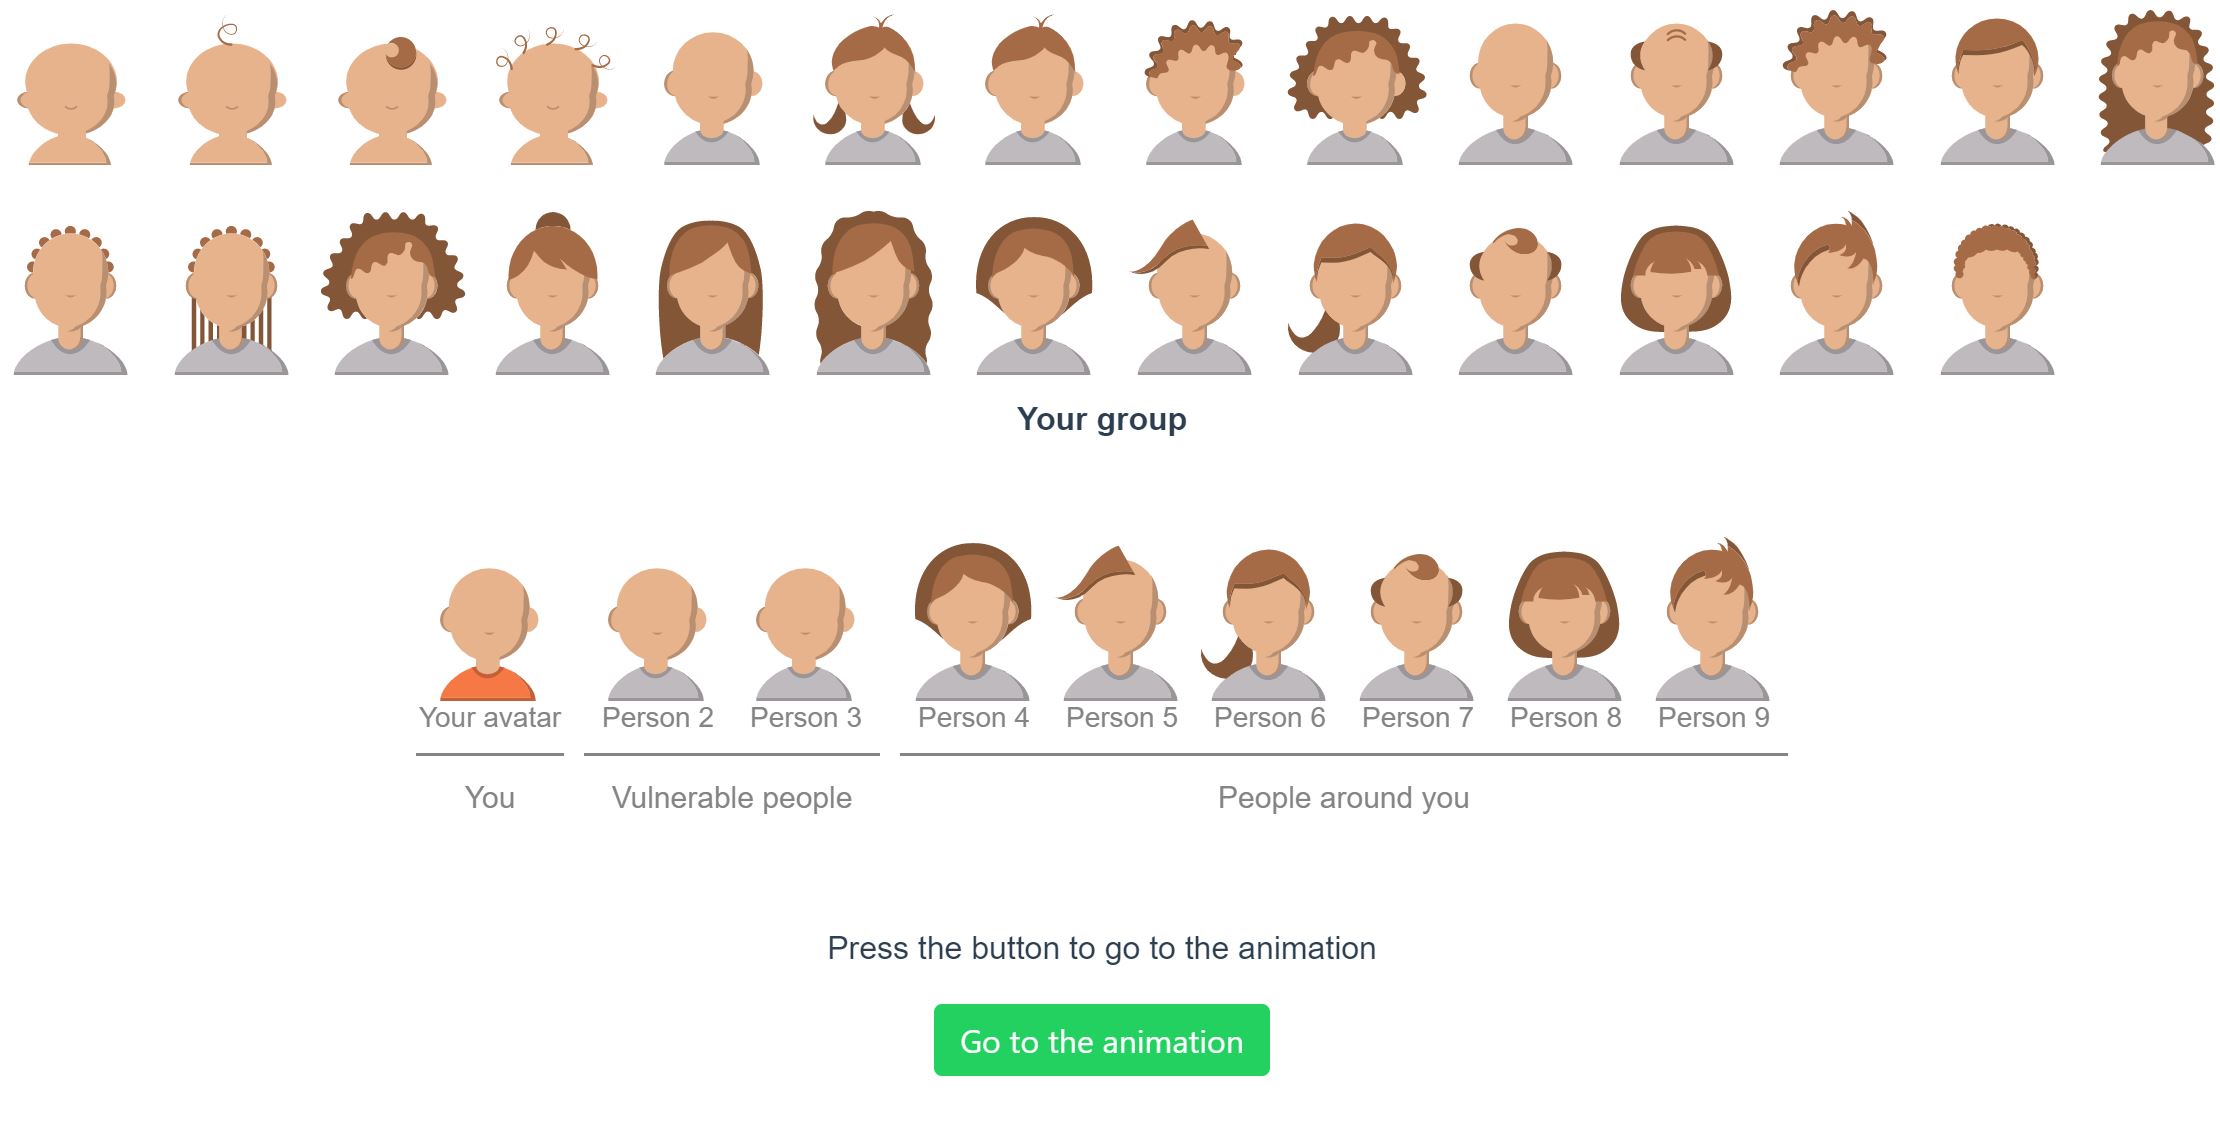 Your group
Your avatar
Person 2
Person 3
Person 4
Person 5
Person 6
Person 7
Person 8
Person 9
You
Vulnerable people
People around you
Press the button to go to the animation
Go to the animation